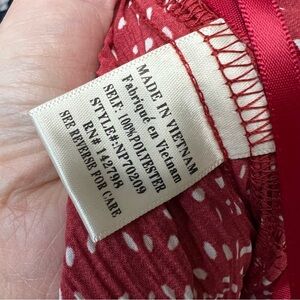 MADE IN VIETNAM
Fabriqué en Vietnam
SELF: 100%POLYESTER
STYLE#:NP70209
RN# 142798
SEE REVERSE FOR CARE